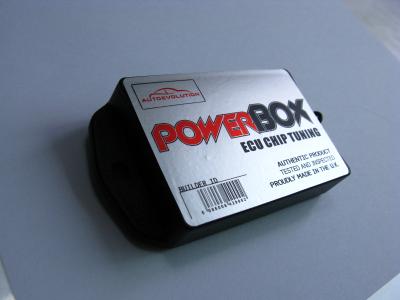 AUTOEVOLUTION
POWERBOX
ECU CHIP TUNING
AUTHENTIC PRODUCT
TESTED AND INSPECTED
PROUDLY MADE IN THE U.K.
BUILDER ID